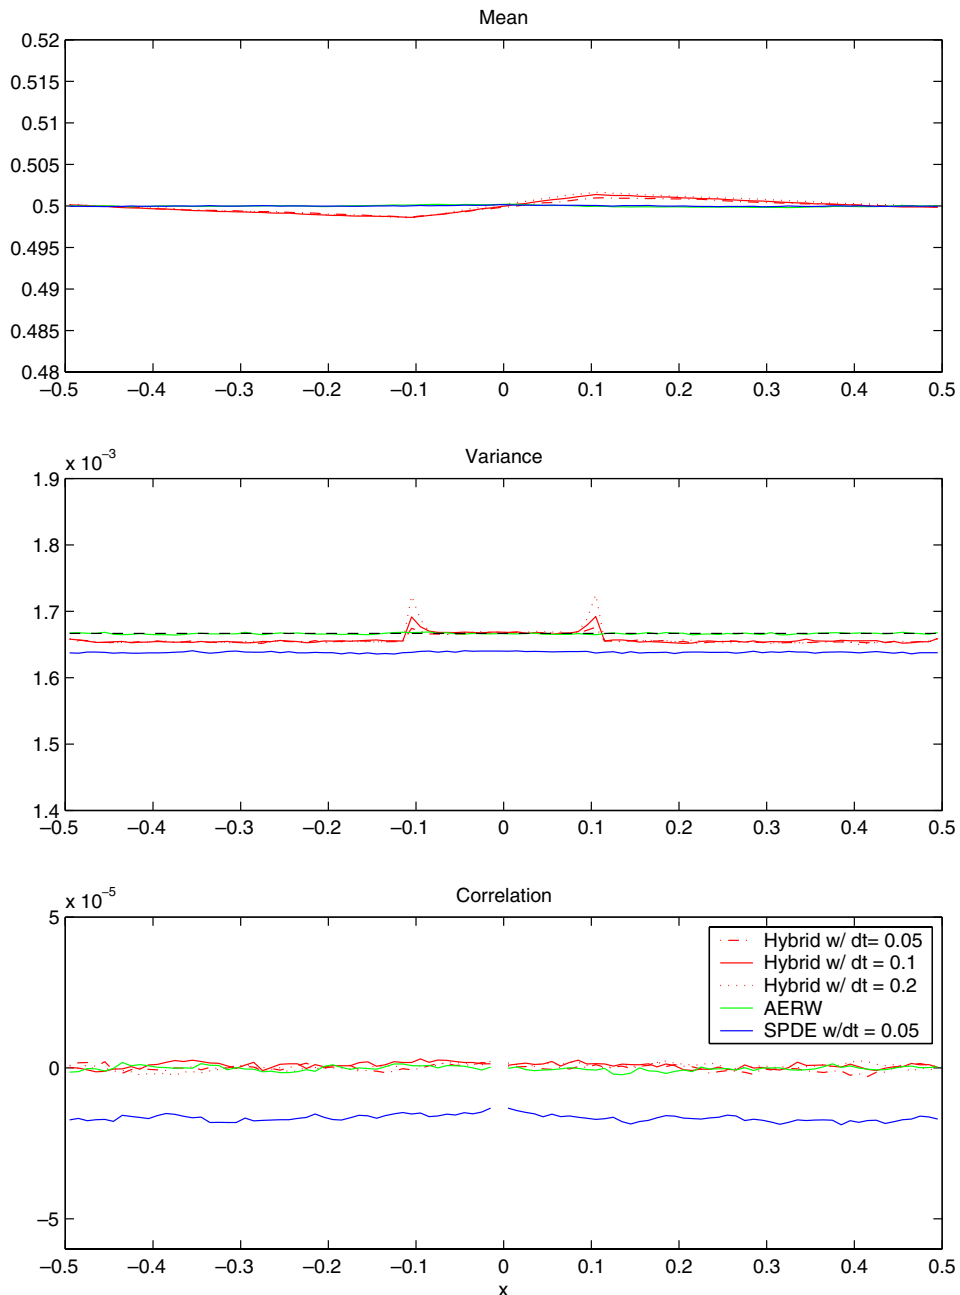 Mean
0.52
0.515
0.51
0.505
0.5
0.495
0.49
0.485
0.48
−0.5 −0.4 −0.3 −0.2 −0.1 0 0.1 0.2 0.3 0.4 0.5
x 10−3
Variance
1.9
1.8
1.7
1.6
1.5
1.4
−0.5 −0.4 −0.3 −0.2 −0.1 0 0.1 0.2 0.3 0.4 0.5
x 10−5
Correlation
5
Hybrid w/ dt= 0.05
Hybrid w/ dt = 0.1
Hybrid w/ dt = 0.2
AERW
SPDE w/dt = 0.05
0
−5
−0.5 −0.4 −0.3 −0.2 −0.1 0 0.1 0.2 0.3 0.4 0.5
x